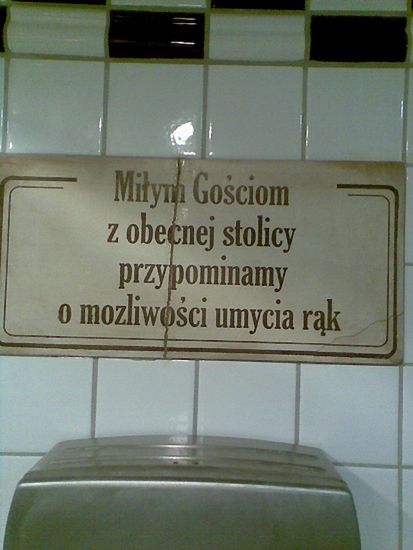 Miłym Gościom
z obecnej stolicy
przypominamy
o mozliwości umycia rąk